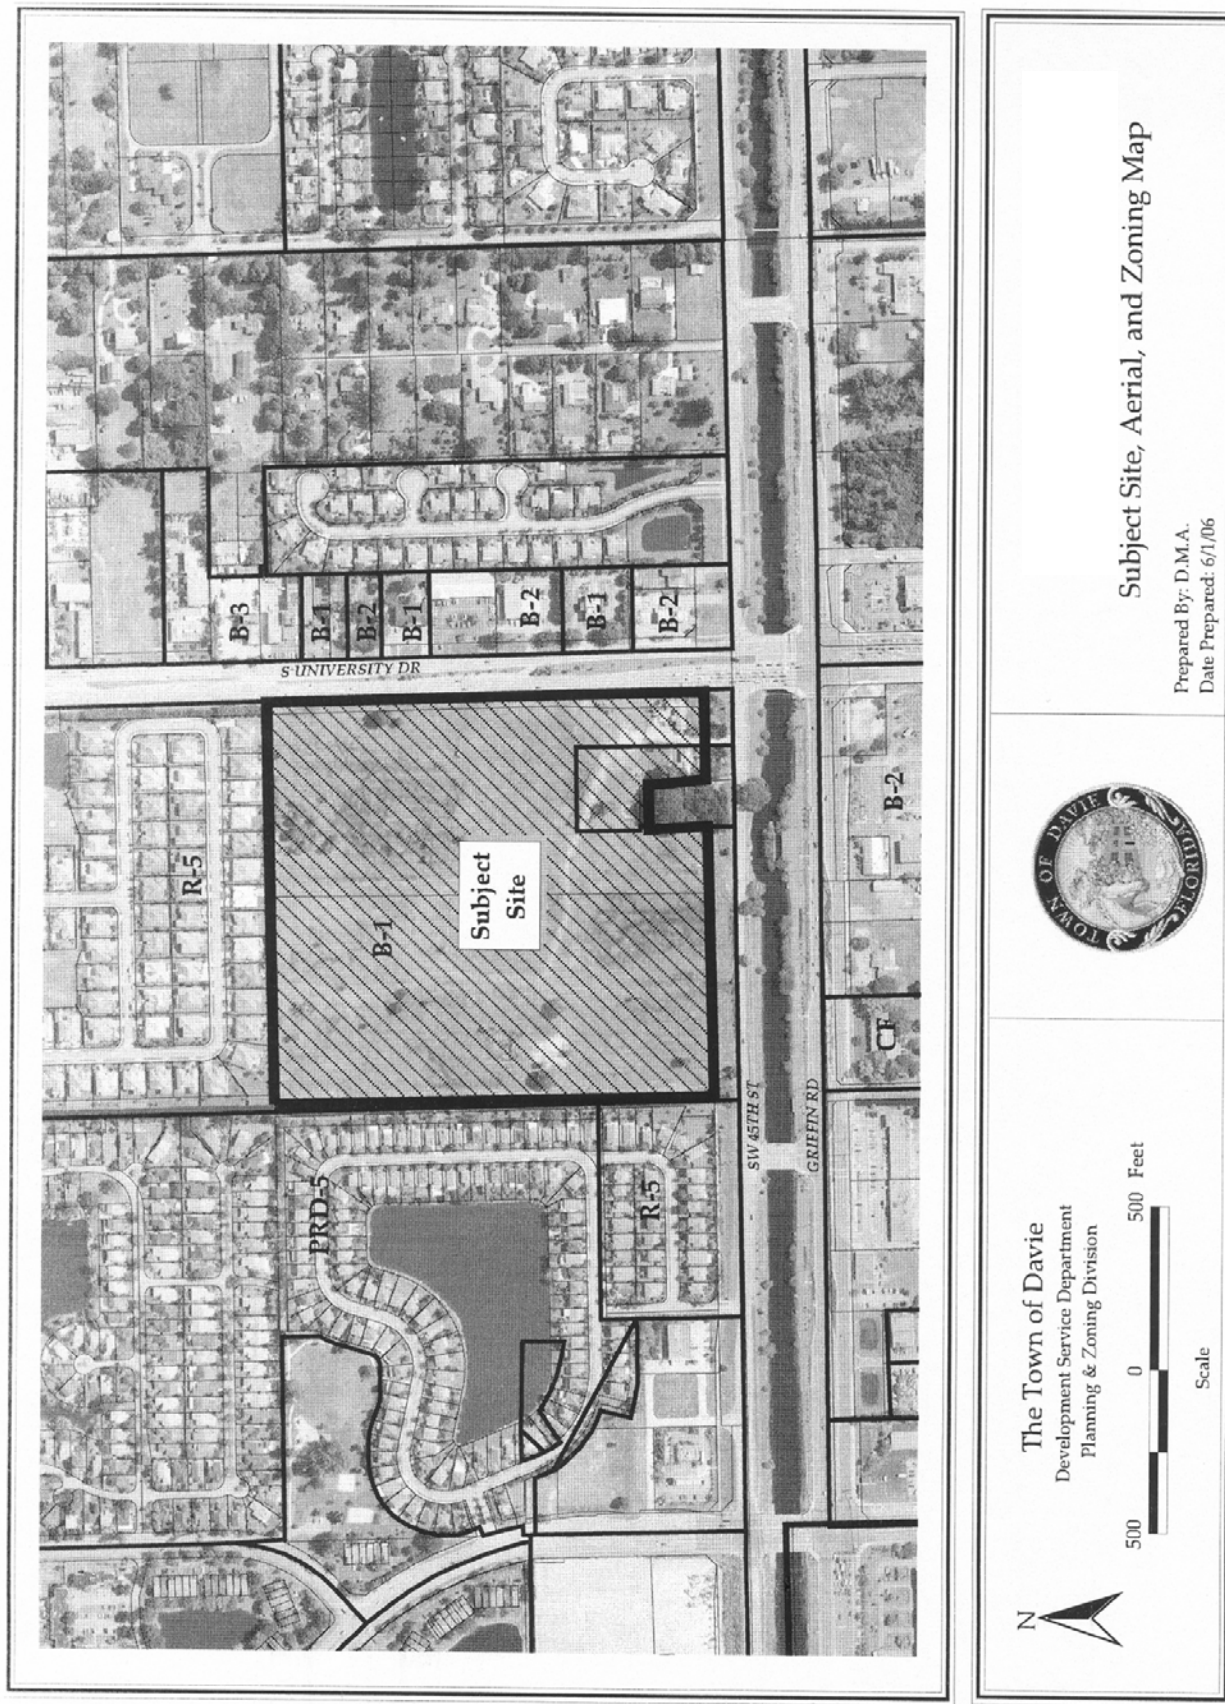 S UNIVERSITY DR
B-3
B-1
B-2
B-1
B-2
B-1
B-2
R-5
B-1
Subject
Site
B-2
CF
PRD-5
R-5
SW 45TH ST
GRIFFIN RD
N
The Town of Davie
Development Service Department
Planning & Zoning Division
500
0
500 Feet
Scale
TOWN OF DAVIE
FLORIDA
Subject Site, Aerial, and Zoning Map
Prepared By: D.M.A.
Date Prepared: 6/1/06